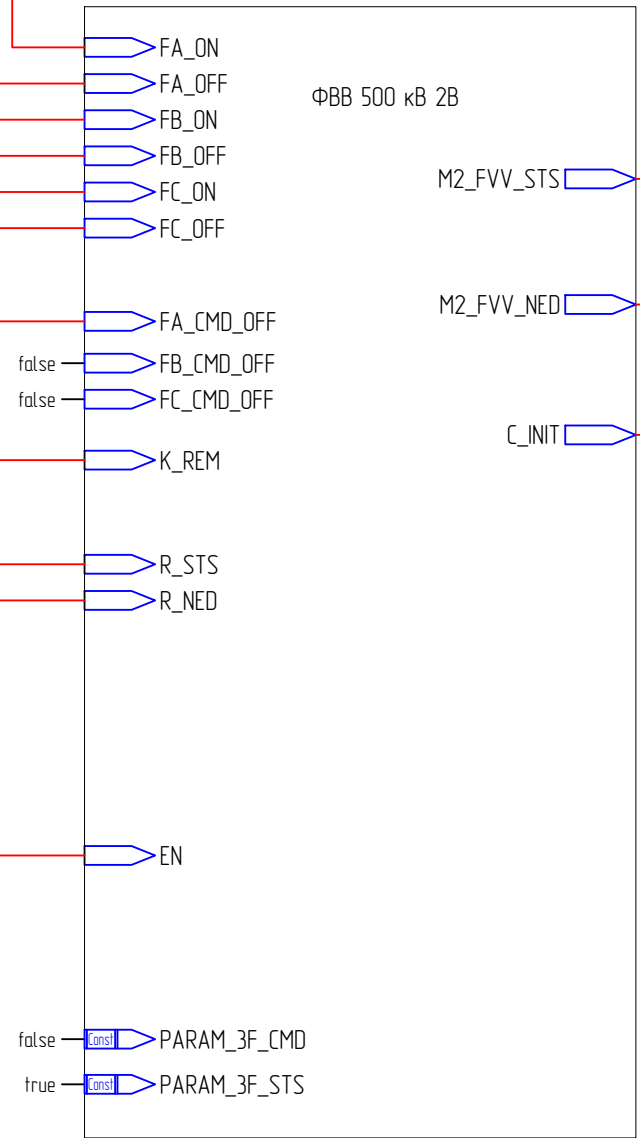 FA_ON
FA_OFF
ФВВ 500 кВ 2В
FB_ON
FB_OFF
M2_FVV_STS
FC_ON
FC_OFF
M2_FVV_NED
FA_CMD_OFF
false FB_CMD_OFF
false FC_CMD_OFF
C_INIT
K_REM
R_STS
R_NED
EN
false Const PARAM_3F_CMD
true Const PARAM_3F_STS